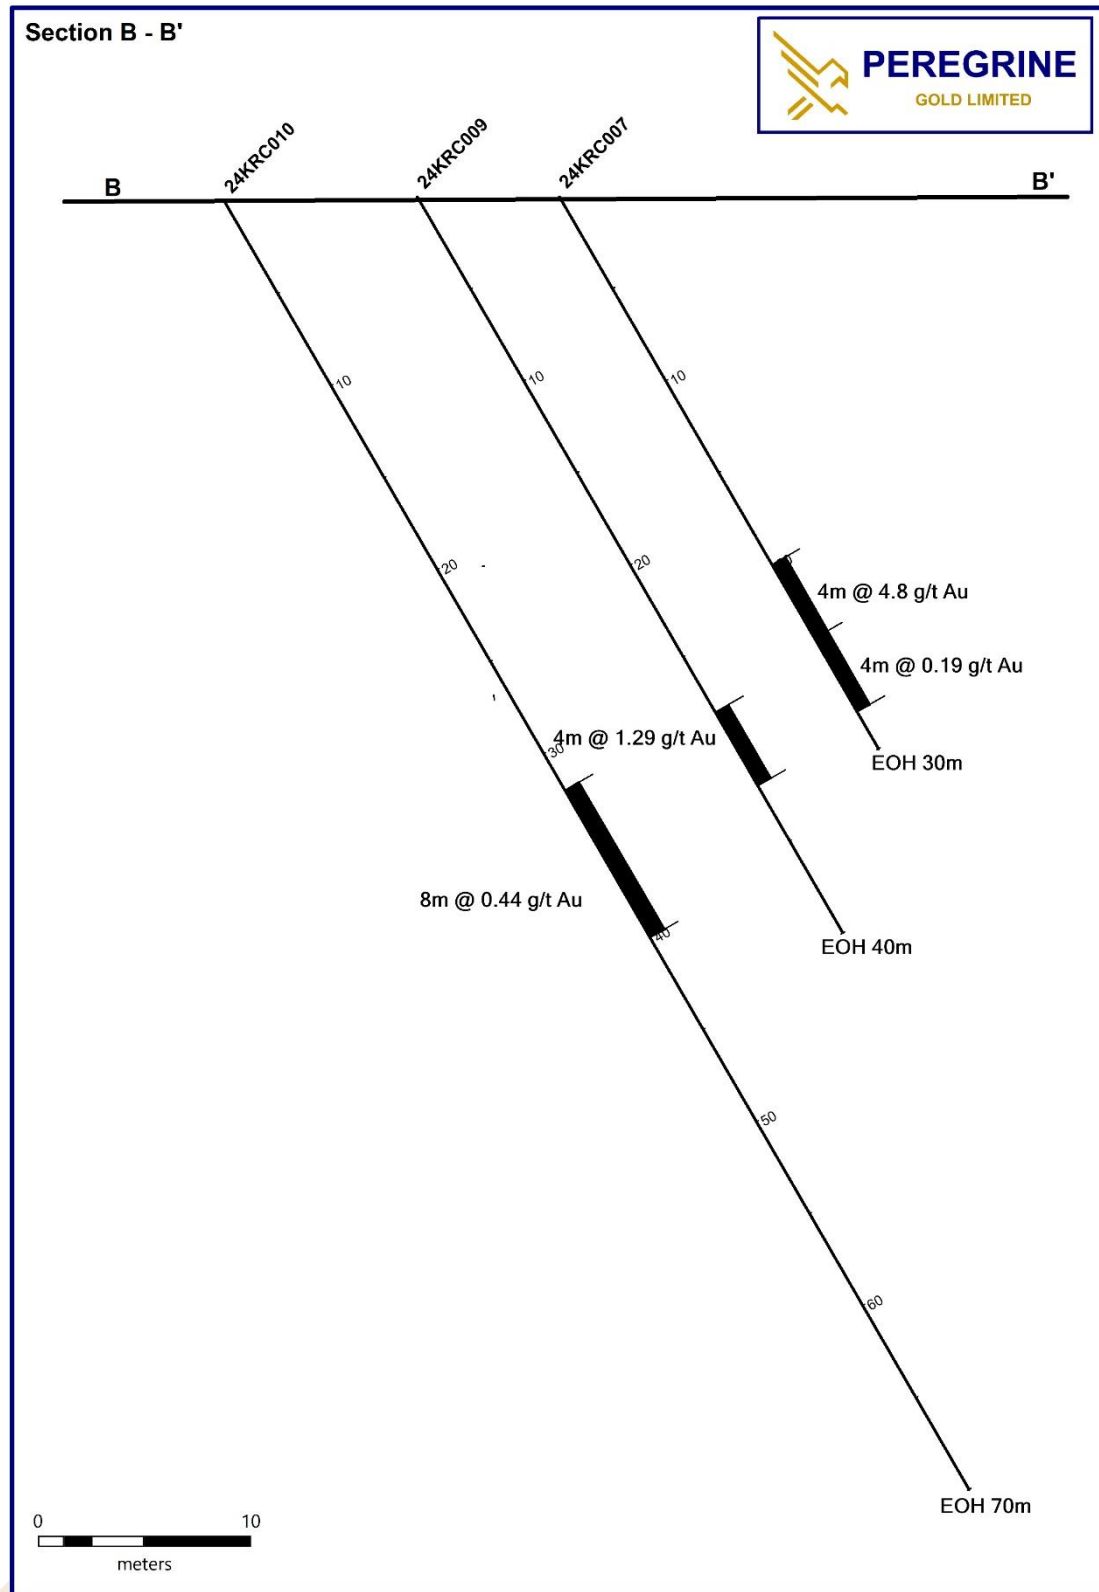 Section B - B'
PEREGRINE
GOLD LIMITED
24KRC010
24KRC009
24KRC007
B
B'
10
10
10
20
20
4m @ 4.8 g/t Au
4m @ 0.19 g/t Au
4m @ 1.29 g/t Au
30
EOH 30m
8m @ 0.44 g/t Au
40
EOH 40m
50
60
EOH 70m
0
10
meters